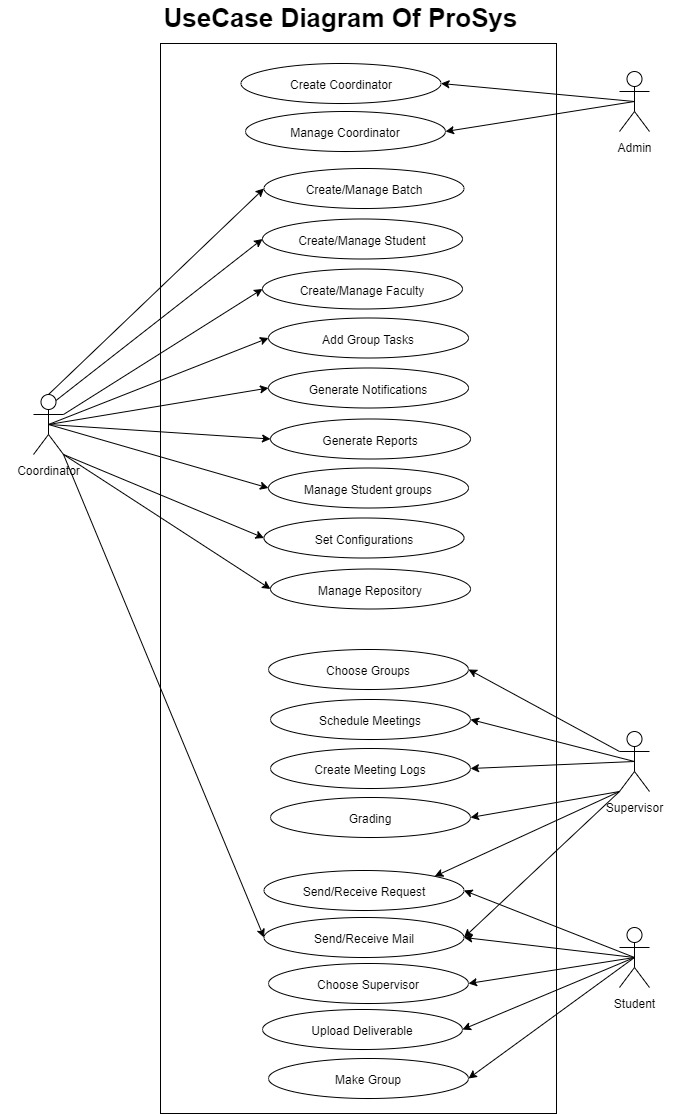 UseCase Diagram Of ProSys
Create Coordinator
Manage Coordinator
Admin
Create/Manage Batch
Create/Manage Student
Create/Manage Faculty
Add Group Tasks
Generate Notifications
Generate Reports
Coordinator
Manage Student groups
Set Configurations
Manage Repository
Choose Groups
Schedule Meetings
Create Meeting Logs
Supervisor
Grading
Send/Receive Request
Send/Receive Mail
Choose Supervisor
Student
Upload Deliverable
Make Group